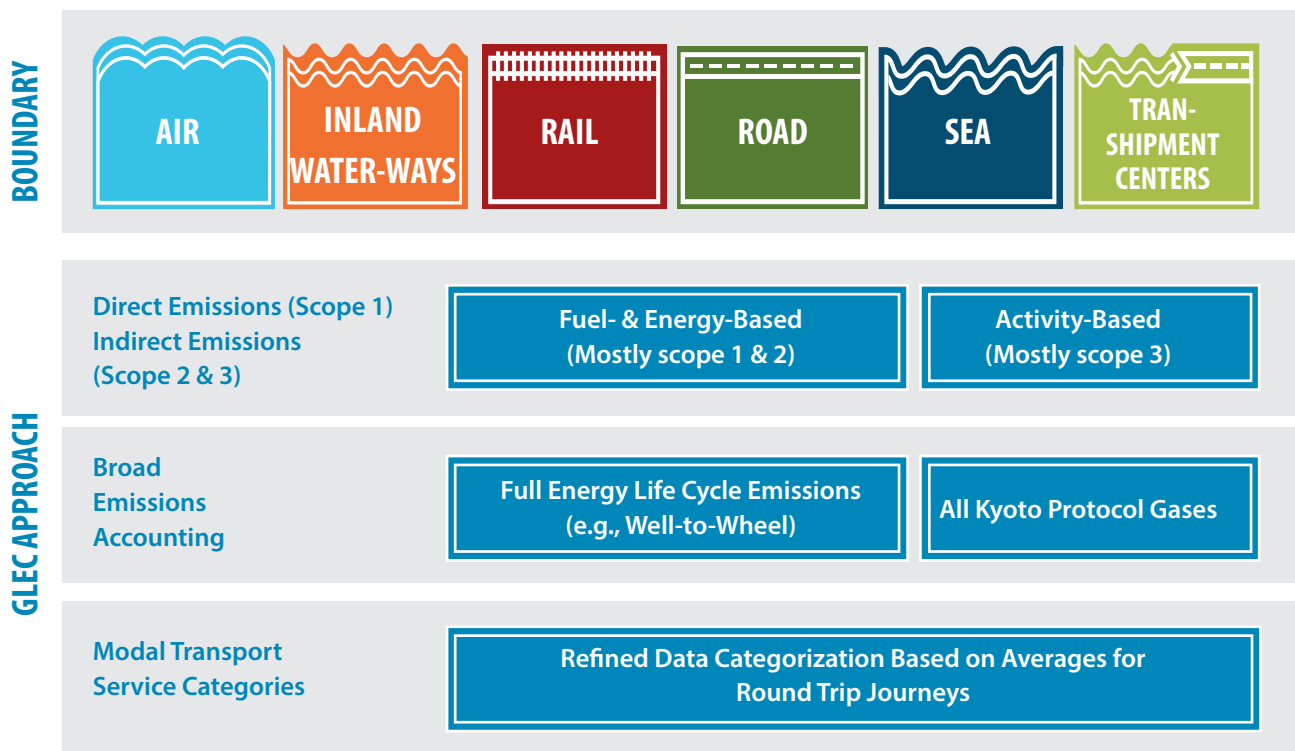 BOUNDARY
AIR
INLAND
WATER-WAYS
RAIL
ROAD
SEA
TRAN-
SHIPMENT
CENTERS
GLEC APPROACH
Direct Emissions (Scope 1)
Indirect Emissions
(Scope 2 & 3)
Fuel- & Energy-Based
(Mostly scope 1 & 2)
Activity-Based
(Mostly scope 3)
Broad
Emissions
Accounting
Full Energy Life Cycle Emissions
(e.g., Well-to-Wheel)
All Kyoto Protocol Gases
Modal Transport
Service Categories
Refined Data Categorization Based on Averages for
Round Trip Journeys